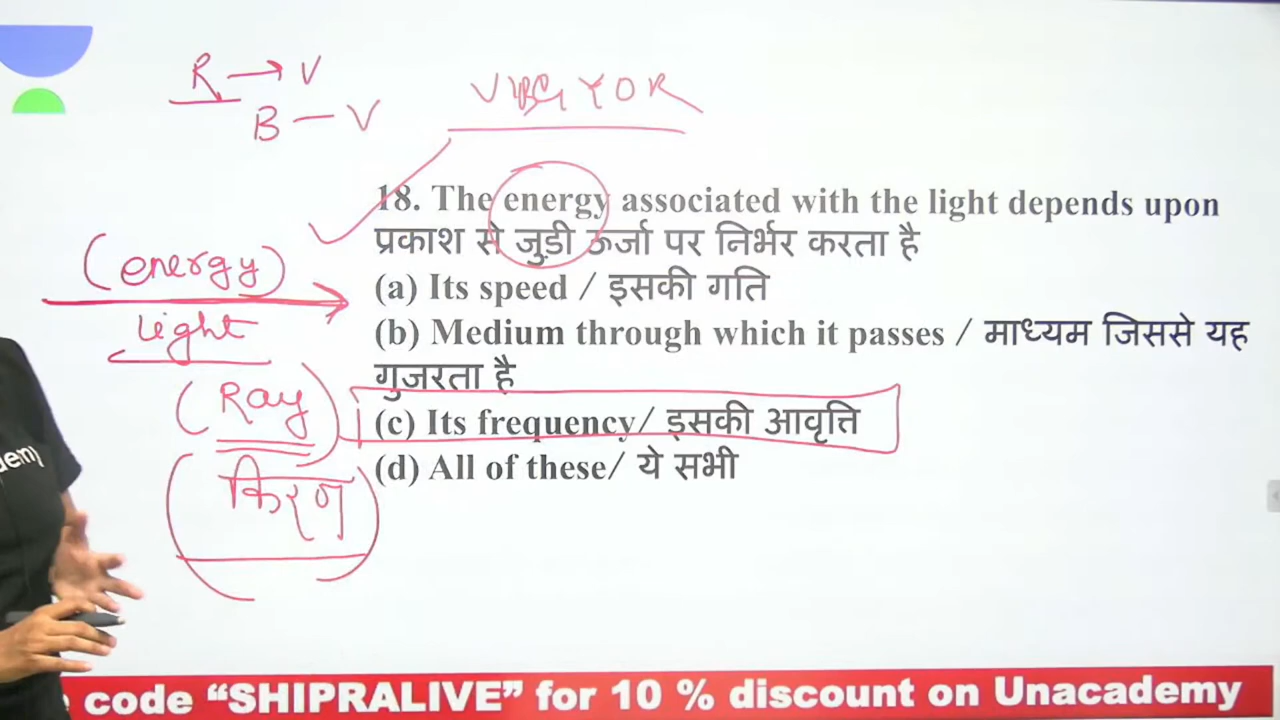 R → V
B — V
VIBGYOR
18. The energy associated with the light depends upon
प्रकाश से जुड़ी ऊर्जा पर निर्भर करता है
(a) Its speed / इसकी गति
(b) Medium through which it passes / माध्यम जिससे यह
गुजरता है
(c) Its frequency/ इसकी आवृत्ति
(d) All of these/ ये सभी
(energy)
light
(Ray)
(किरण)
code “SHIPRALIVE” for 10 % discount on Unacademy